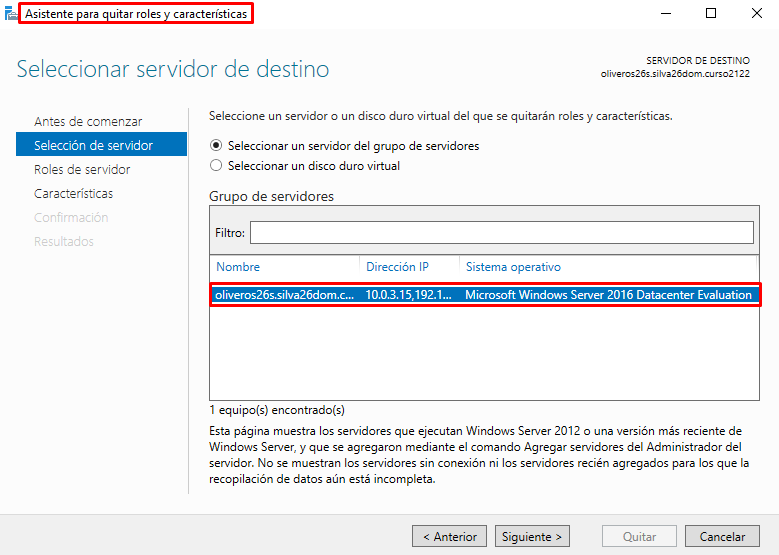 Asistente para quitar roles y características
Seleccionar servidor de destino
SERVIDOR DE DESTINO
oliveros26s.silva26dom.curso2122
Antes de comenzar
Selección de servidor
Roles de servidor
Características
Confirmación
Resultados
Seleccione un servidor o un disco duro virtual del que se quitarán roles y características.
Seleccionar un servidor del grupo de servidores
Seleccionar un disco duro virtual
Grupo de servidores
Filtro:
Nombre Dirección IP Sistema operativo
oliveros26s.silva26dom.c... 10.0.3.15,192.1... Microsoft Windows Server 2016 Datacenter Evaluation
1 equipo(s) encontrado(s)
Esta página muestra los servidores que ejecutan Windows Server 2012 o una versión más reciente de
Windows Server, y que se agregaron mediante el comando Agregar servidores del Administrador del
servidor. No se muestran los servidores sin conexión ni los servidores recién agregados para los que la
recopilación de datos aún está incompleta.
< Anterior Siguiente > Quitar Cancelar